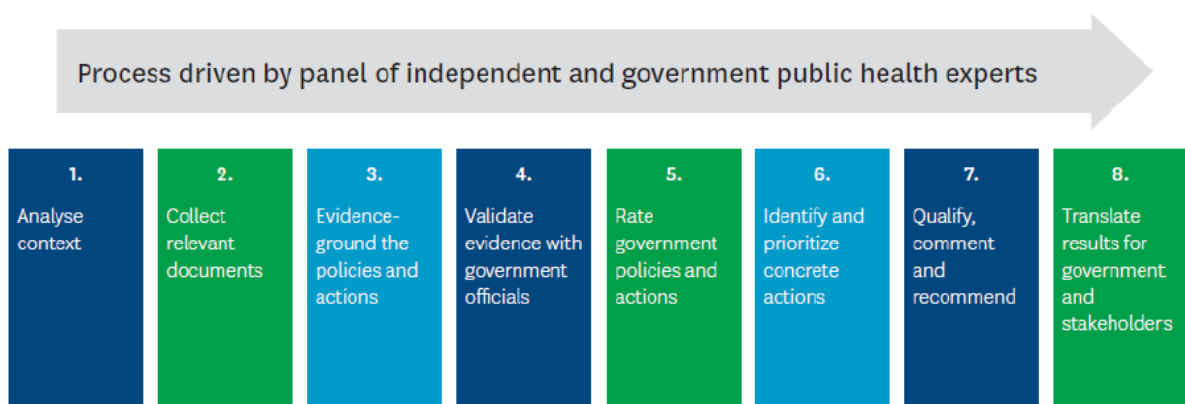 Process driven by panel of independent and government public health experts
1.
Analyse
context
2.
Collect
relevant
documents
3.
Evidence-
ground the
policies and
actions
4.
Validate
evidence with
government
officials
5.
Rate
government
policies and
actions
6.
Identify and
prioritize
concrete
actions
7.
Qualify,
comment
and
recommend
8.
Translate
results for
government
and
stakeholders